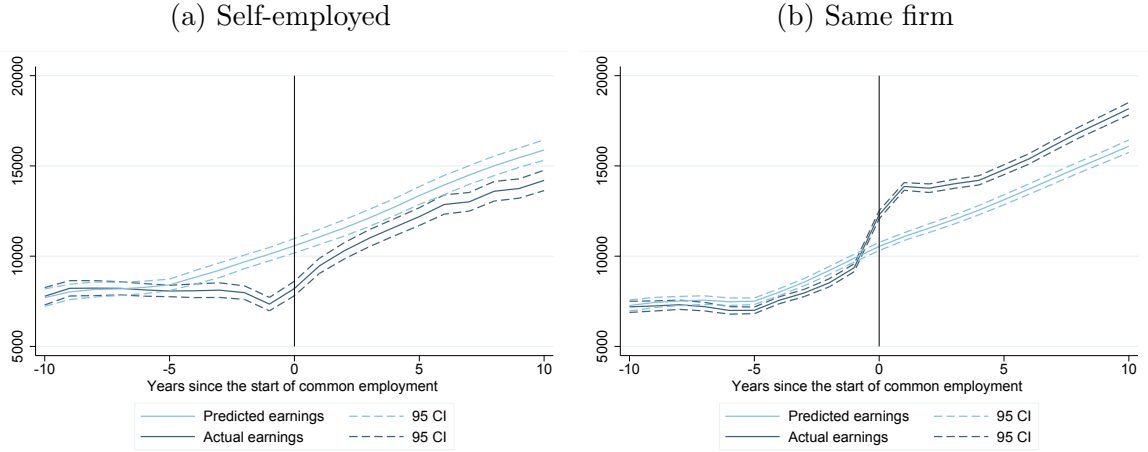 (a) Self-employed
20000
15000
10000
5000
-10 -5 0 5 10
Years since the start of common employment
Predicted earnings 95 CI
Actual earnings 95 CI
(b) Same firm
20000
15000
10000
5000
-10 -5 0 5 10
Years since the start of common employment
Predicted earnings 95 CI
Actual earnings 95 CI